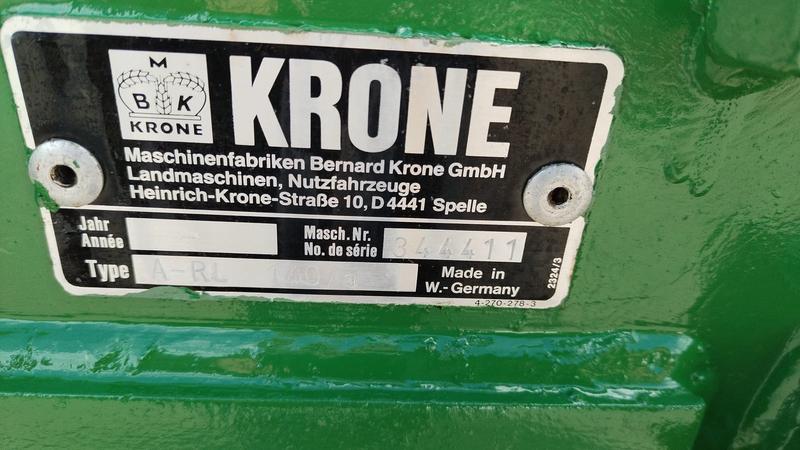 M
B K
KRONE
KRONE
Maschinenfabriken Bernard Krone GmbH
Landmaschinen, Nutzfahrzeuge
Heinrich-Krone-Straße 10, D 4441 Spelle
Jahr
Année
Masch. Nr.
No. de série
344411
Type
A-RL
Made in
W.- Germany
2324/3
4-270-278-3